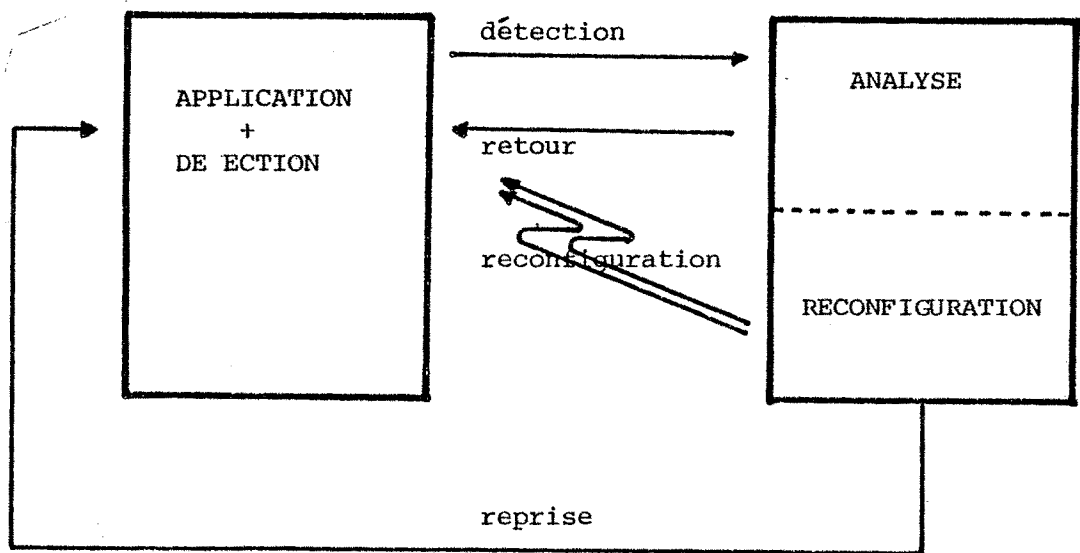 détection
ANALYSE
APPLICATION
+
DE ECTION
retour
reconfiguration
RECONFIGURATION
reprise